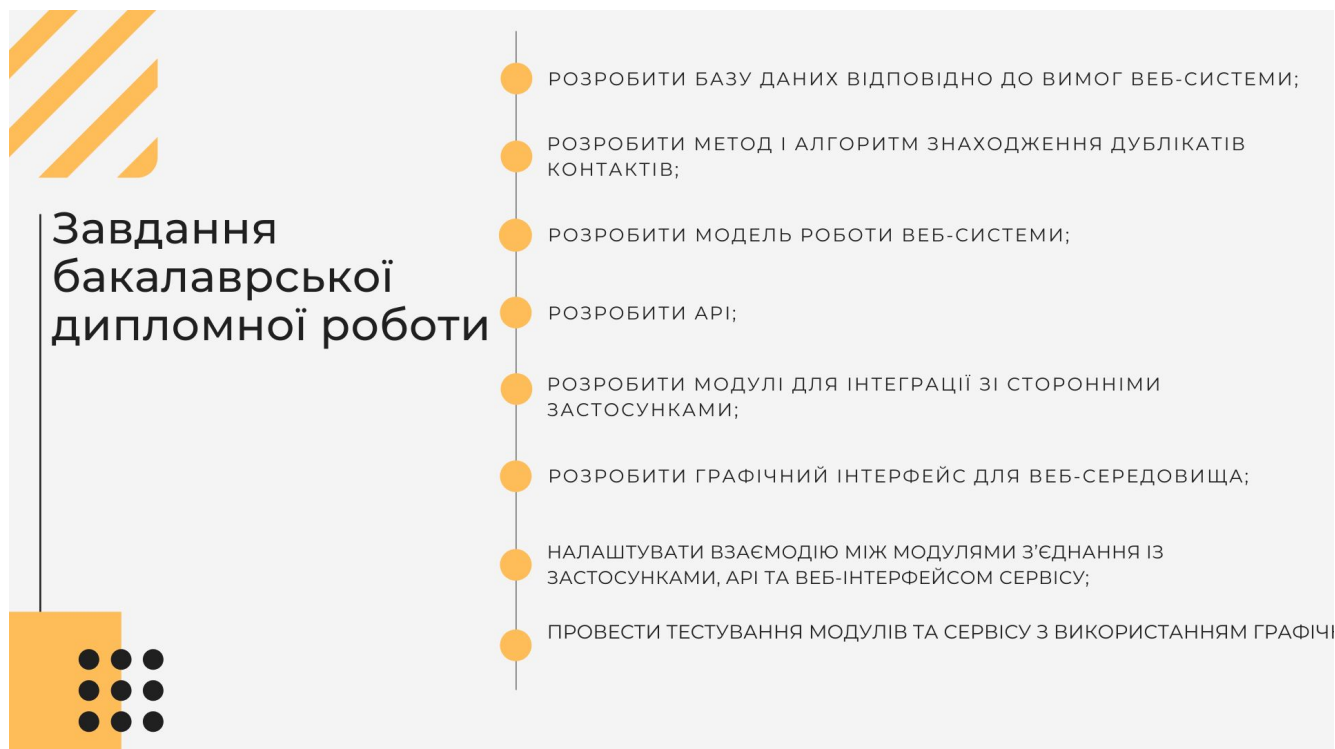 Завдання
бакалаврської
дипломної роботи
РОЗРОБИТИ БАЗУ ДАНИХ ВІДПОВІДНО ДО ВИМОГ ВЕБ-СИСТЕМИ;
РОЗРОБИТИ МЕТОД І АЛГОРИТМ ЗНАХОДЖЕННЯ ДУБЛІКАТІВ
КОНТАКТІВ;
РОЗРОБИТИ МОДЕЛЬ РОБОТИ ВЕБ-СИСТЕМИ;
РОЗРОБИТИ API;
РОЗРОБИТИ МОДУЛІ ДЛЯ ІНТЕГРАЦІЇ ЗІ СТОРОННІМИ
ЗАСТОСУНКАМИ;
РОЗРОБИТИ ГРАФІЧНИЙ ІНТЕРФЕЙС ДЛЯ ВЕБ-СЕРЕДОВИЩА;
НАЛАШТУВАТИ ВЗАЄМОДІЮ МІЖ МОДУЛЯМИ З’ЄДНАННЯ ІЗ
ЗАСТОСУНКАМИ, API ТА ВЕБ-ІНТЕРФЕЙСОМ СЕРВІСУ;
ПРОВЕСТИ ТЕСТУВАННЯ МОДУЛІВ ТА СЕРВІСУ З ВИКОРИСТАННЯМ